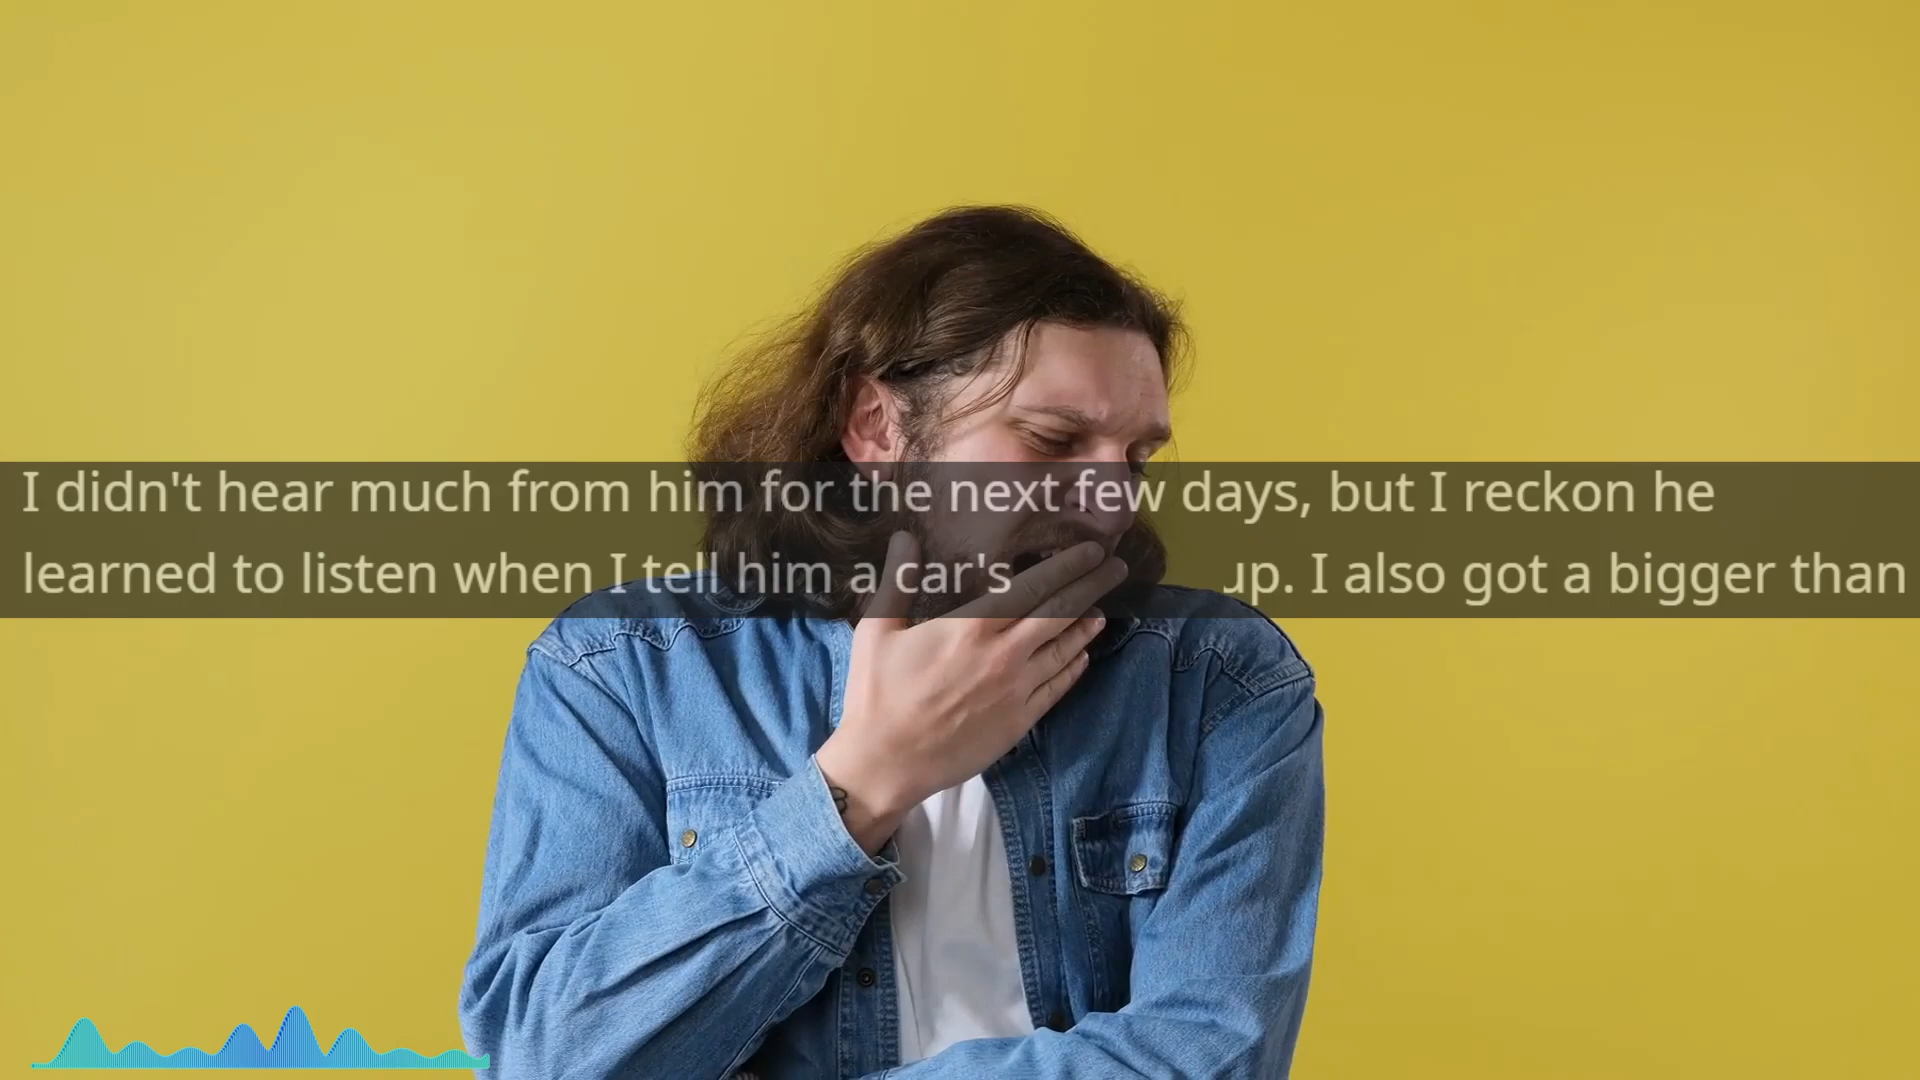 I didn't hear much from him for the next few days, but I reckon he
learned to listen when I tell him a car's up. I also got a bigger than